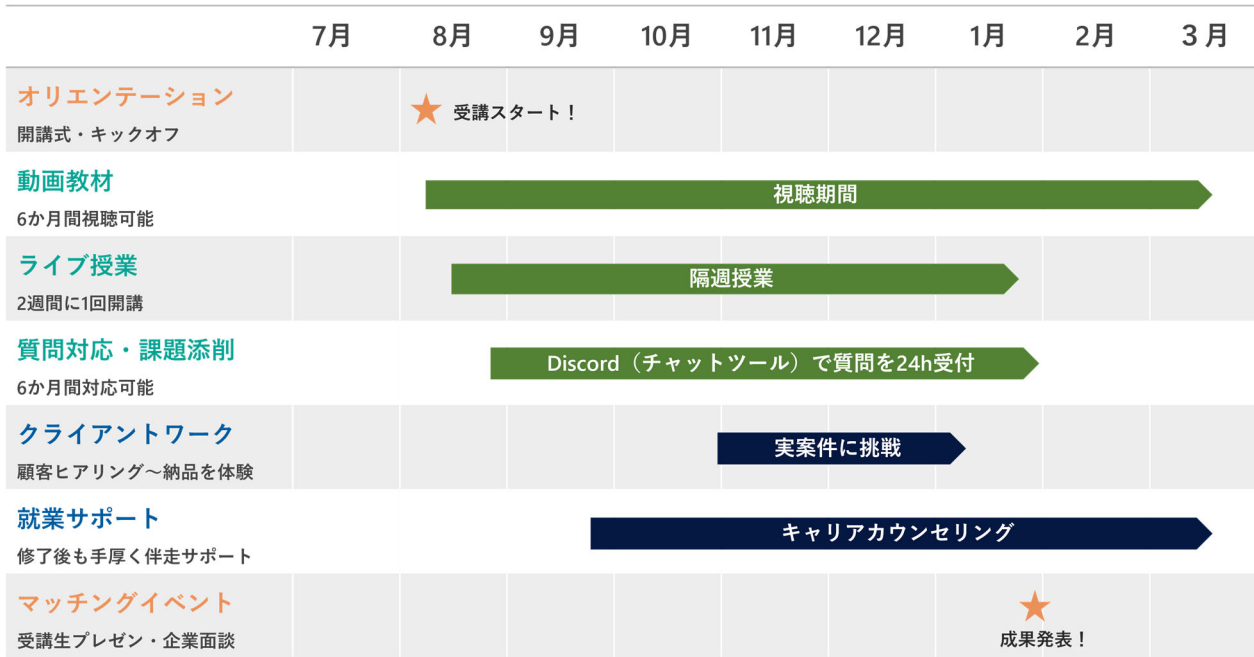 7月 8月 9月 10月 11月 12月 1月 2月 3月
オリエンテーション
開講式・キックオフ
受講スタート！
動画教材
6か月間視聴可能
視聴期間
ライブ授業
2週間に1回開講
隔週授業
質問対応・課題添削
6か月間対応可能
Discord（チャットツール）で質問を24h受付
クライアントワーク
顧客ヒアリング～納品を体験
実案件に挑戦
就業サポート
修了後も手厚く伴走サポート
キャリアカウンセリング
マッチングイベント
受講生プレゼン・企業面談
成果発表！